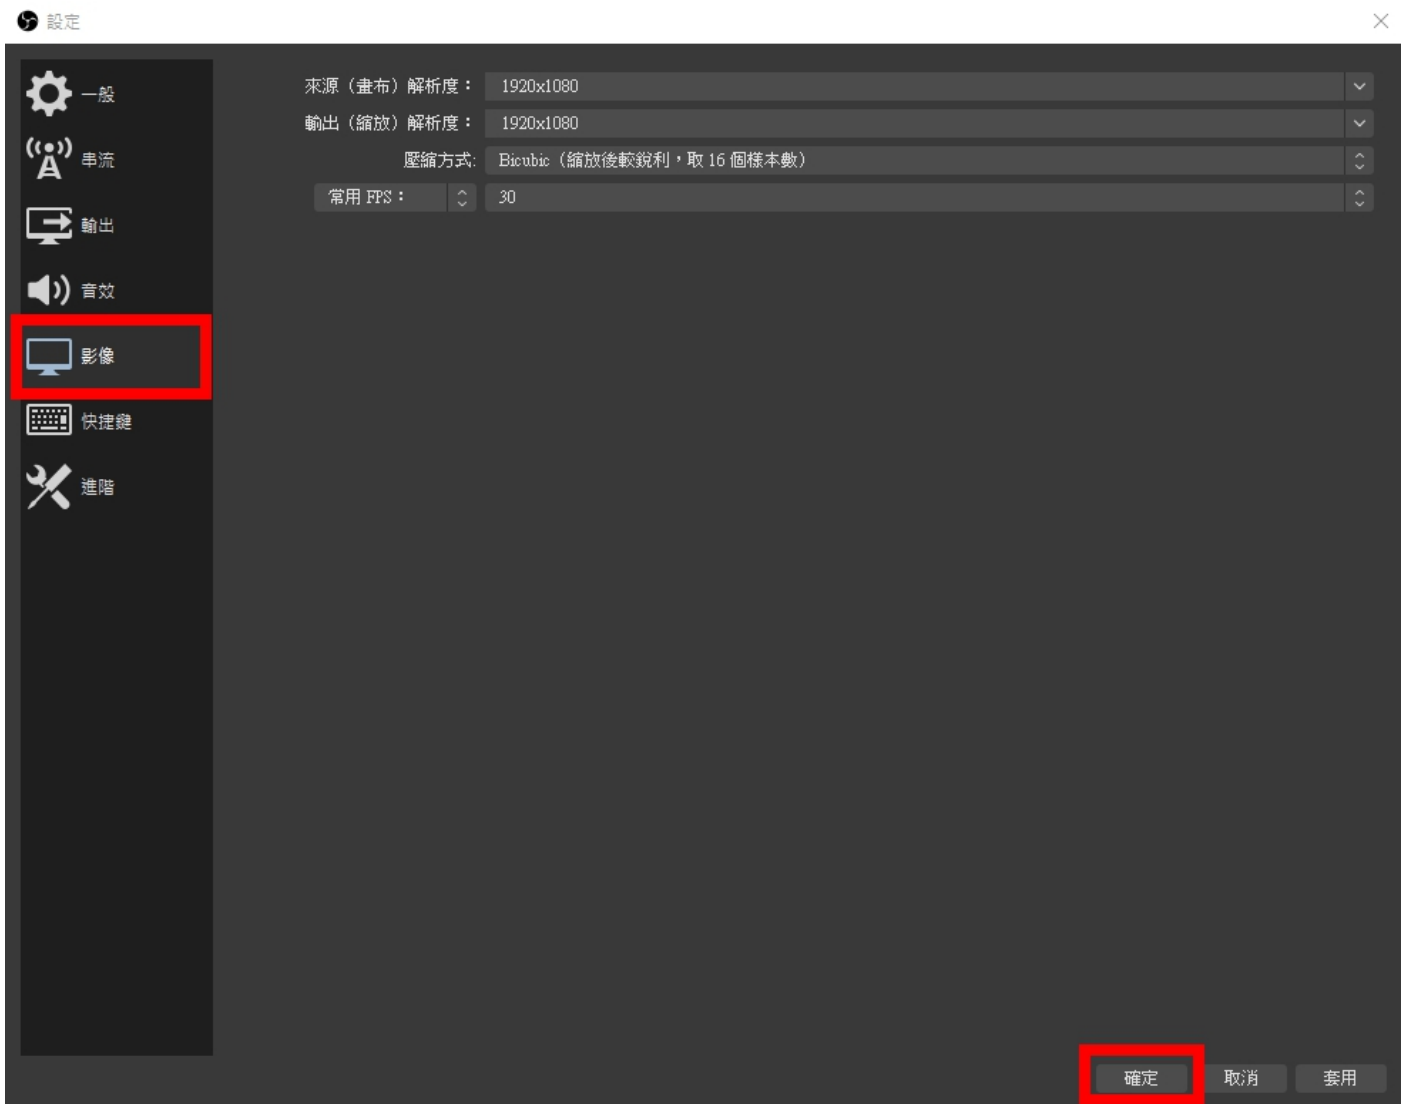 設定
一般
串流
輸出
音效
影像
快捷鍵
進階
來源（畫布）解析度： 1920x1080
輸出（縮放）解析度： 1920x1080
壓縮方式: Bicubic（縮放後較銳利，取 16 個樣本數）
常用 FPS： 30
確定 取消 套用